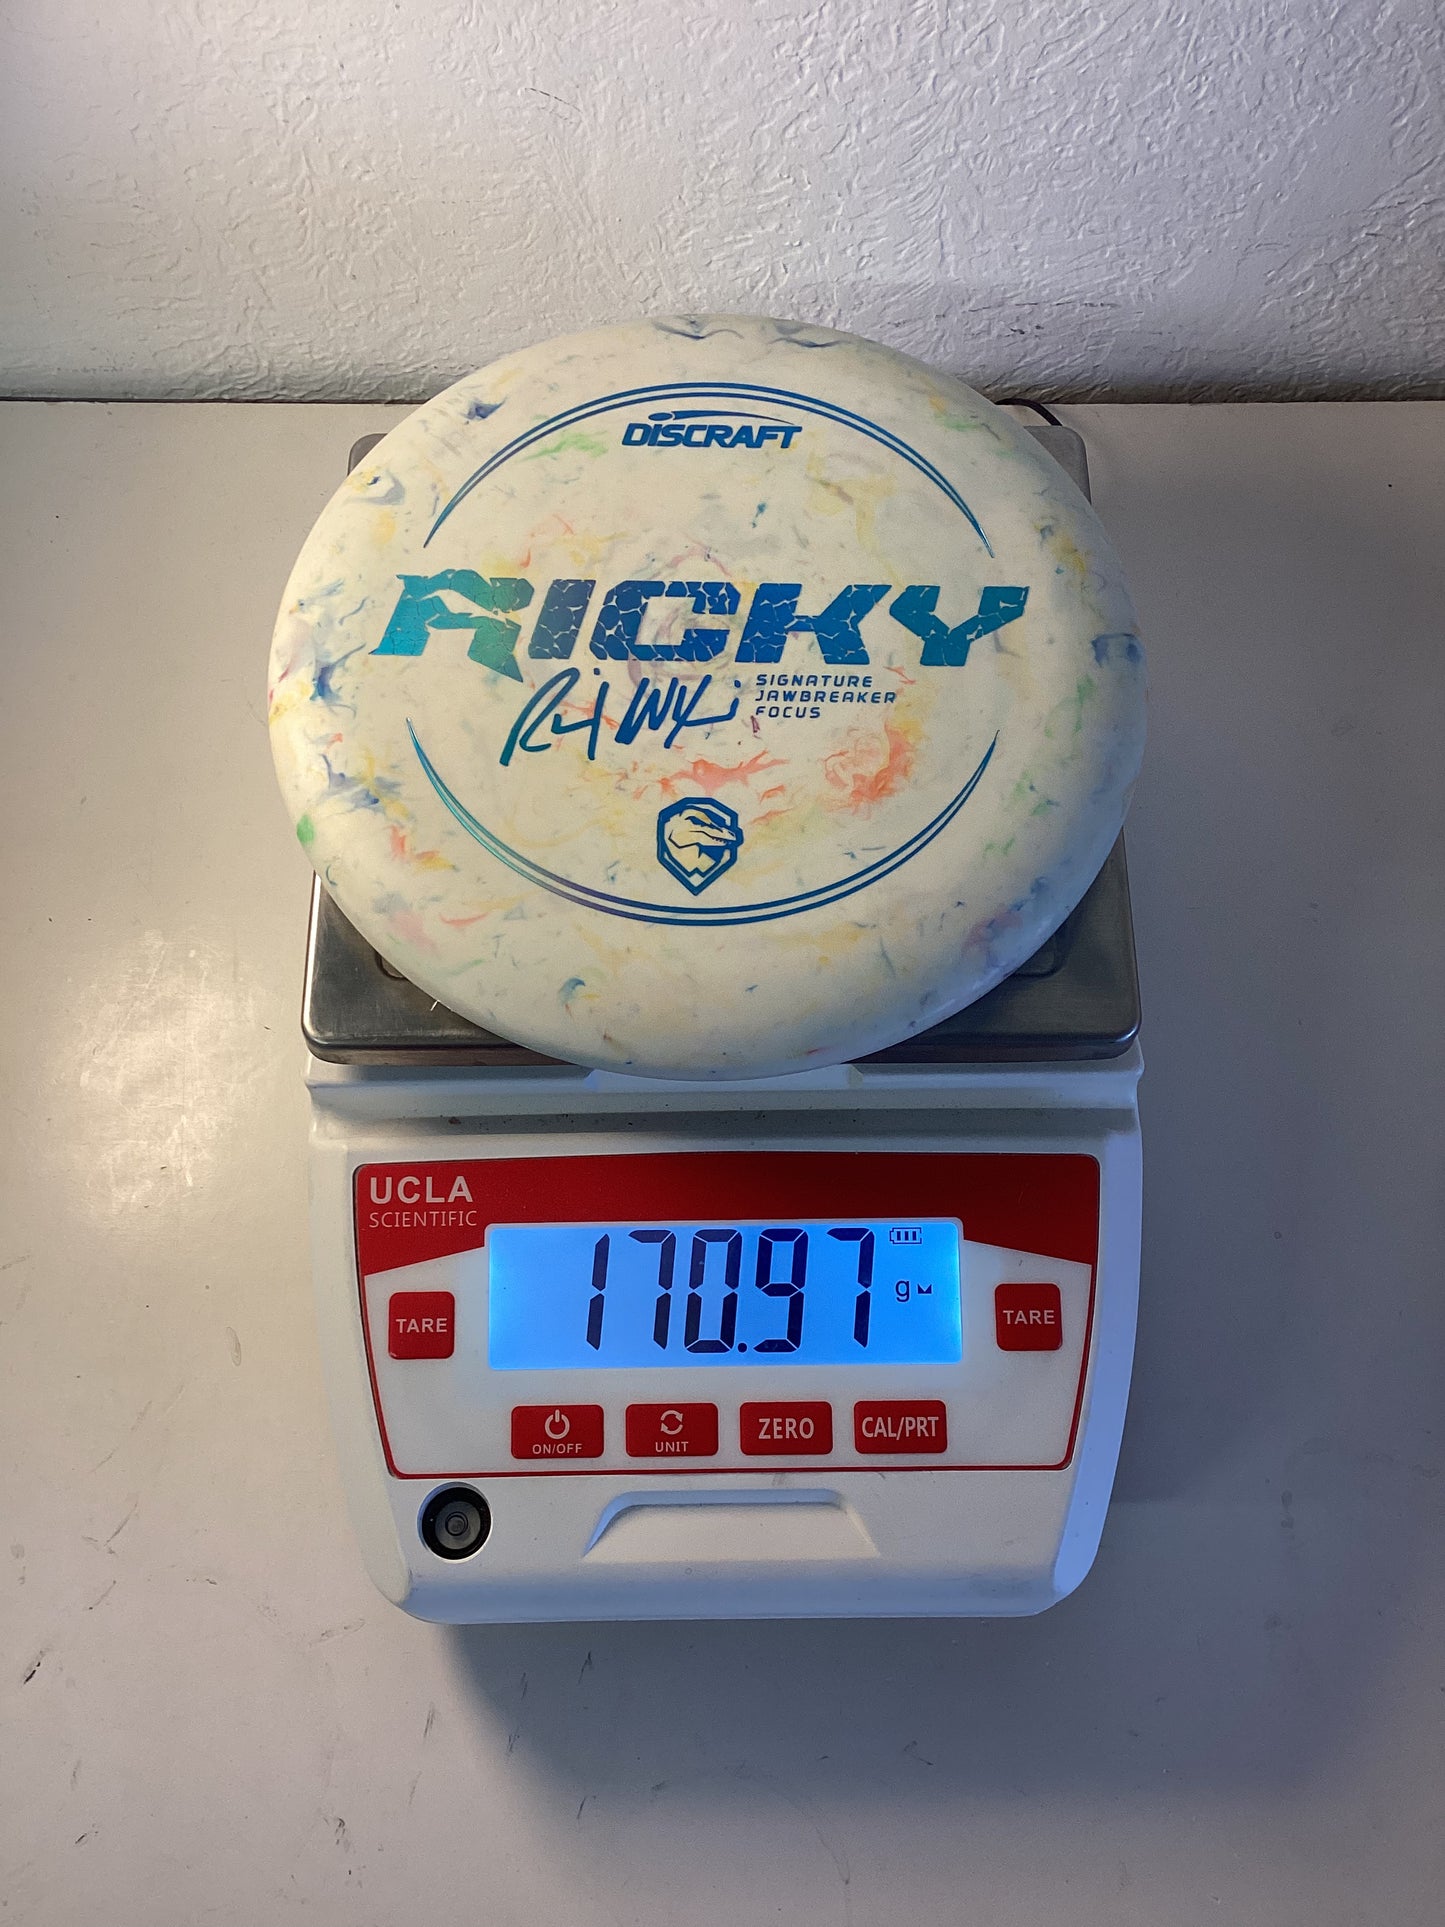 DISCRAFT
RICKY
SIGNATURE
JAWBREAKER
FOCUS
UCLA
SCIENTIFIC
170.97 g
TARE
TARE
ON/OFF
UNIT
ZERO
CAL/PRT